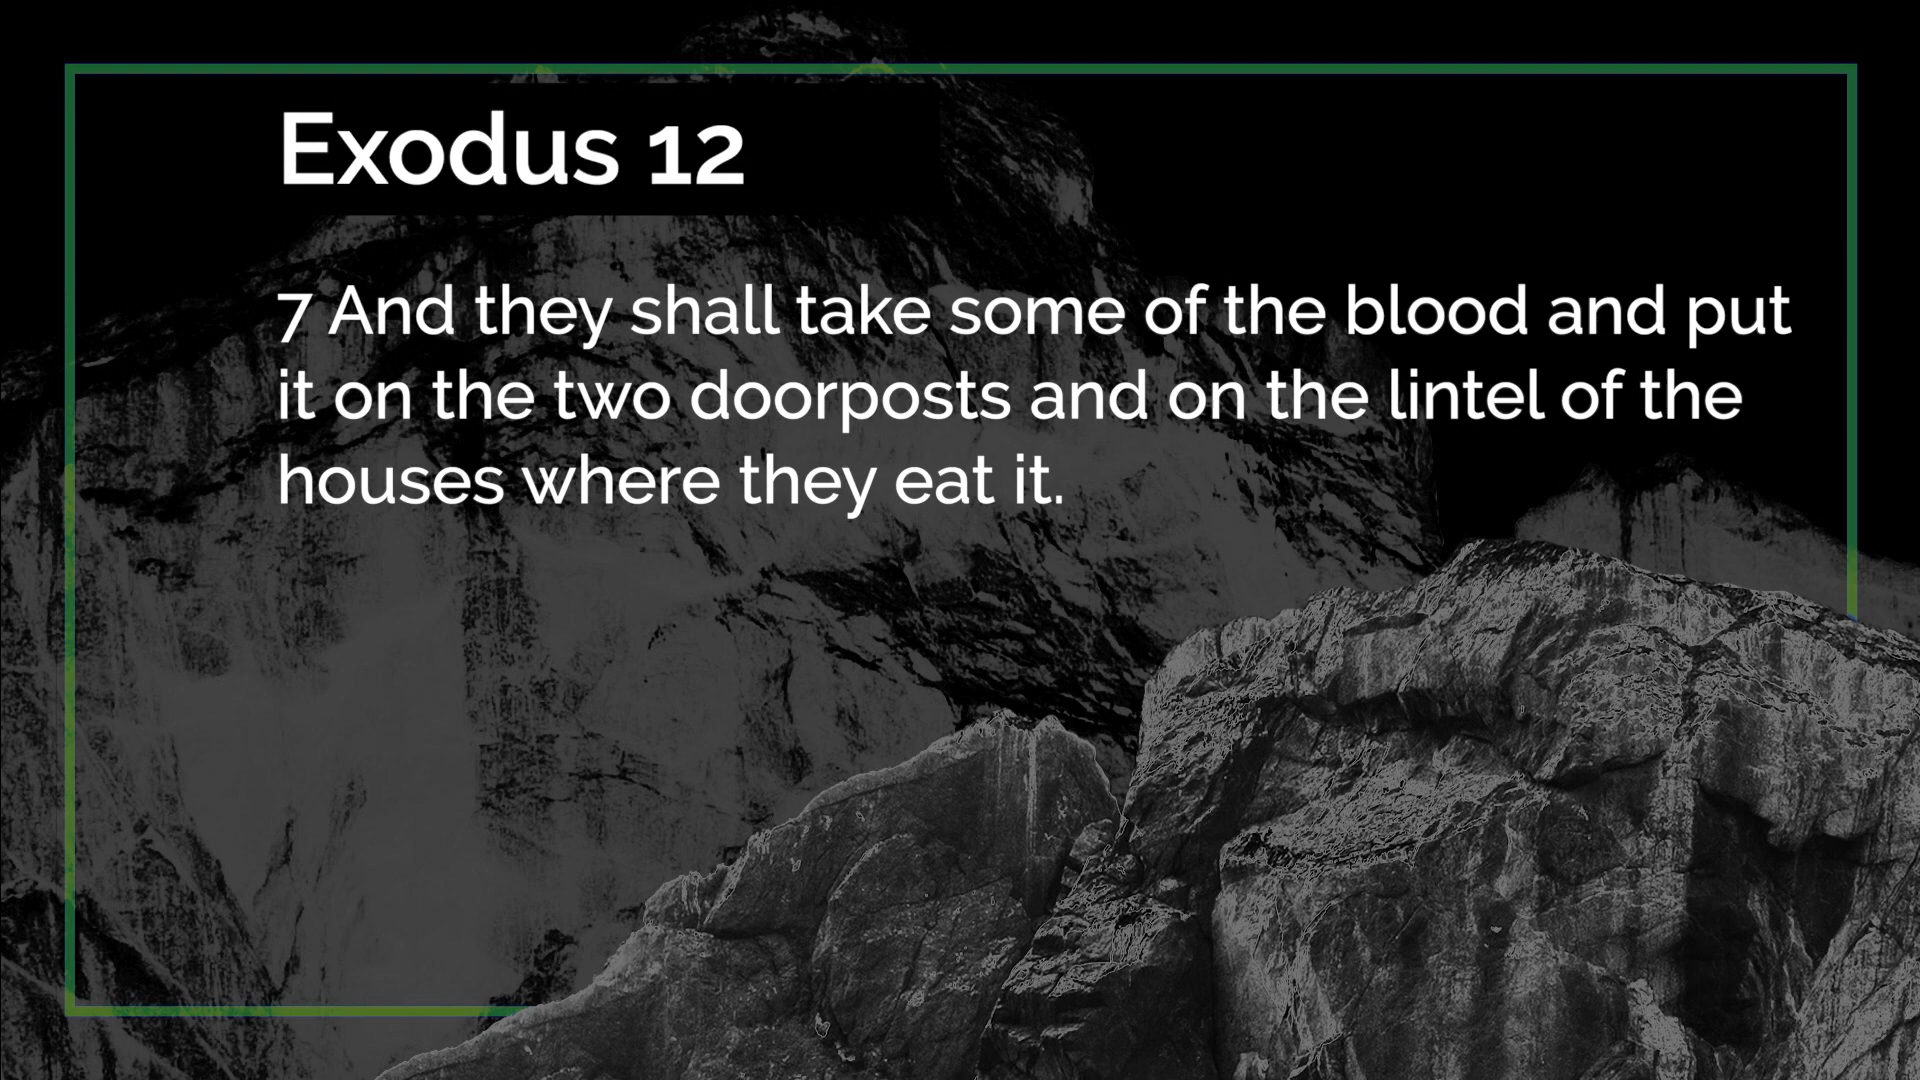 Exodus 12
7 And they shall take some of the blood and put
it on the two doorposts and on the lintel of the
houses where they eat it.